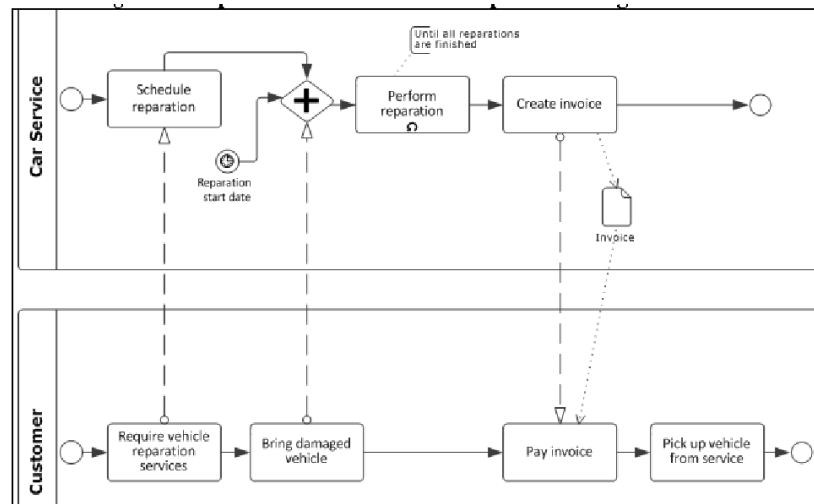 Car Service
Schedule
reparation
Until all reparations
are finished
Perform
reparation
Create invoice
Reparation
start date
Invoice
Customer
Require vehicle
reparation
services
Bring damaged
vehicle
Pay invoice
Pick up vehicle
from service